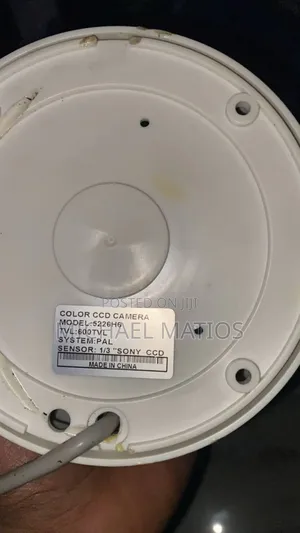 COLOR CCD CAMERA
MODEL:5226H6
POSTED ON
TVL:600TVL
MATIOS
SYSTEM:PAL
SENSOR: 1/3 "SONY CCD
MADE IN CHINA